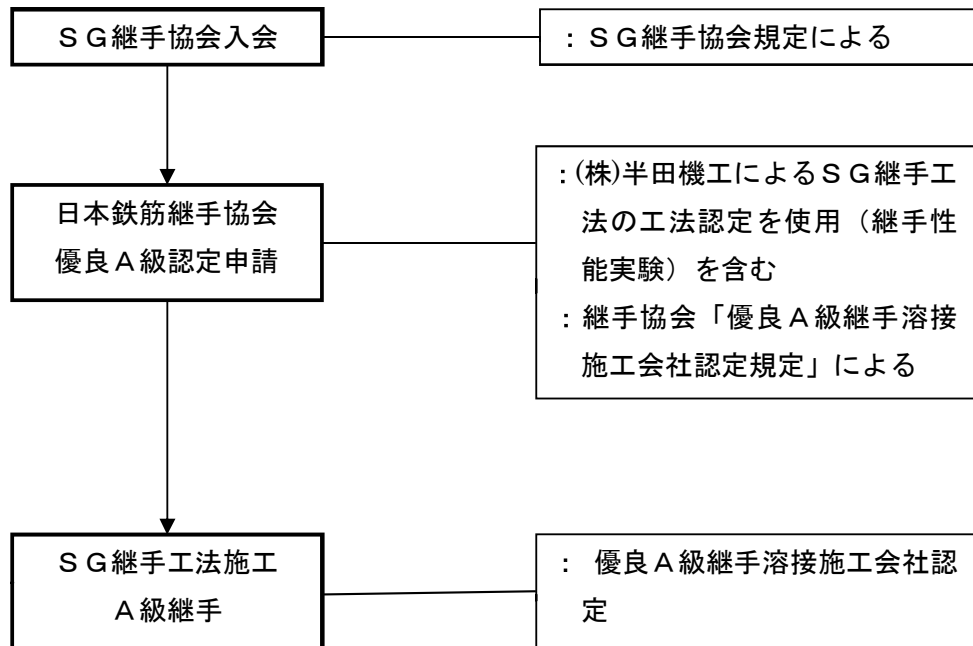 ＳＧ継手協会入会
：ＳＧ継手協会規定による
日本鉄筋継手協会
優良Ａ級認定申請
：(株)半田機工によるＳＧ継手工
法の工法認定を使用（継手性
能実験）を含む
：継手協会「優良Ａ級継手溶接
施工会社認定規定」による
ＳＧ継手工法施工
Ａ級継手
： 優良Ａ級継手溶接施工会社認
定